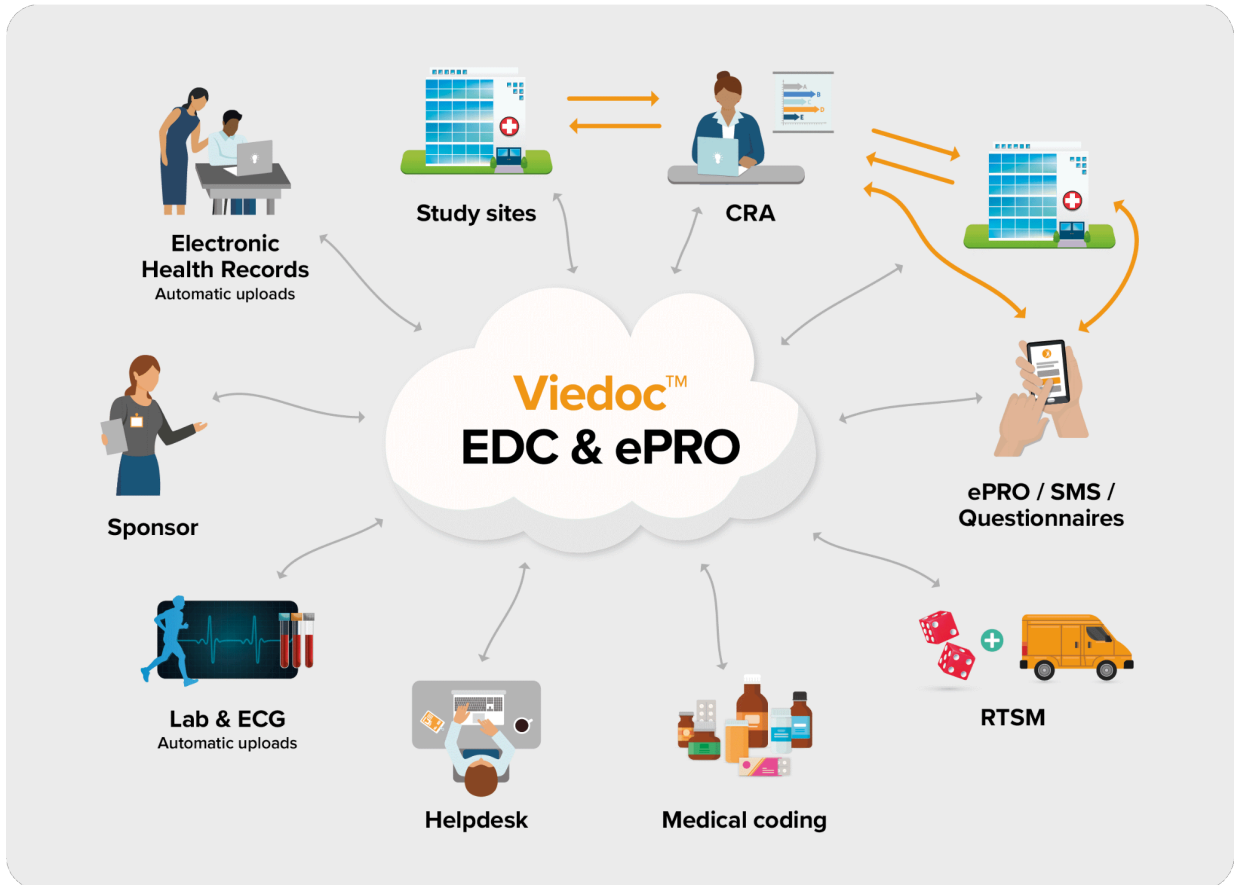 A
B
C
D
E
Study sites
CRA
Electronic
Health Records
Automatic uploads
Viedoc™
EDC & ePRO
Sponsor
ePRO / SMS /
Questionnaires
Lab & ECG
Automatic uploads
RTSM
Helpdesk
Medical coding